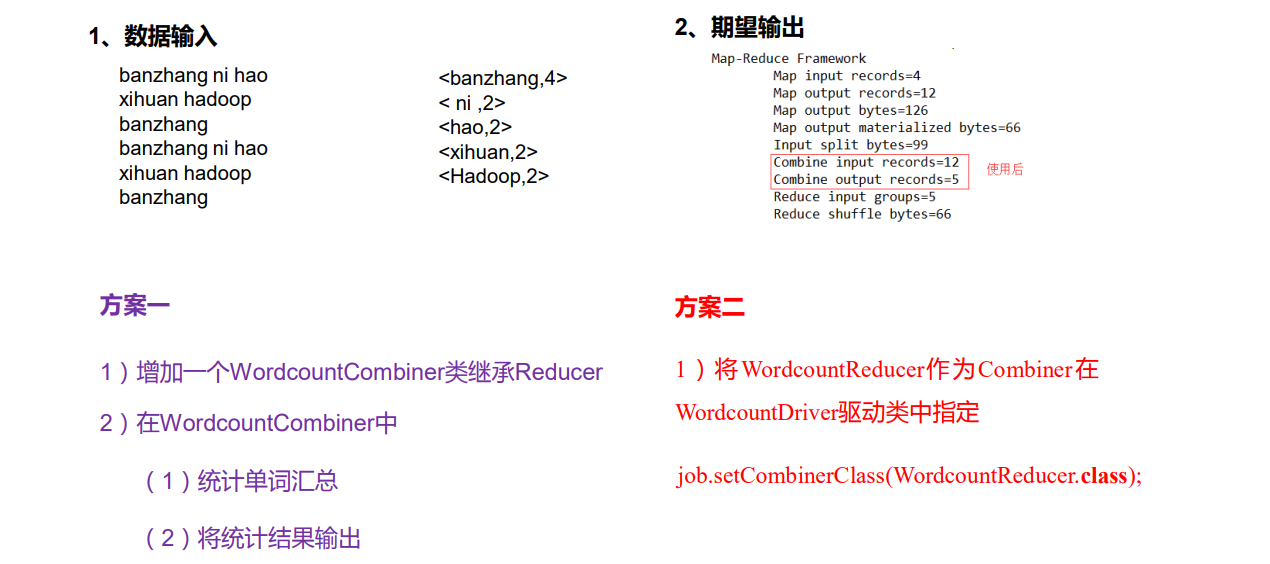 1、数据输入
banzhang ni hao
xihuan hadoop
banzhang
banzhang ni hao
xihuan hadoop
banzhang
<banzhang,4>
< ni ,2>
<hao,2>
<xihuan,2>
<Hadoop,2>
2、期望输出
Map-Reduce Framework
Map input records=4
Map output records=12
Map output bytes=126
Map output materialized bytes=66
Input split bytes=99
Combine input records=12
Combine output records=5
使用后
Reduce input groups=5
Reduce shuffle bytes=66
方案一
1）增加一个WordcountCombiner类继承Reducer
2）在WordcountCombiner中
（1）统计单词汇总
（2）将统计结果输出
方案二
1）将WordcountReducer作为Combiner在
WordcountDriver驱动类中指定
job.setCombinerClass(WordcountReducer.class);